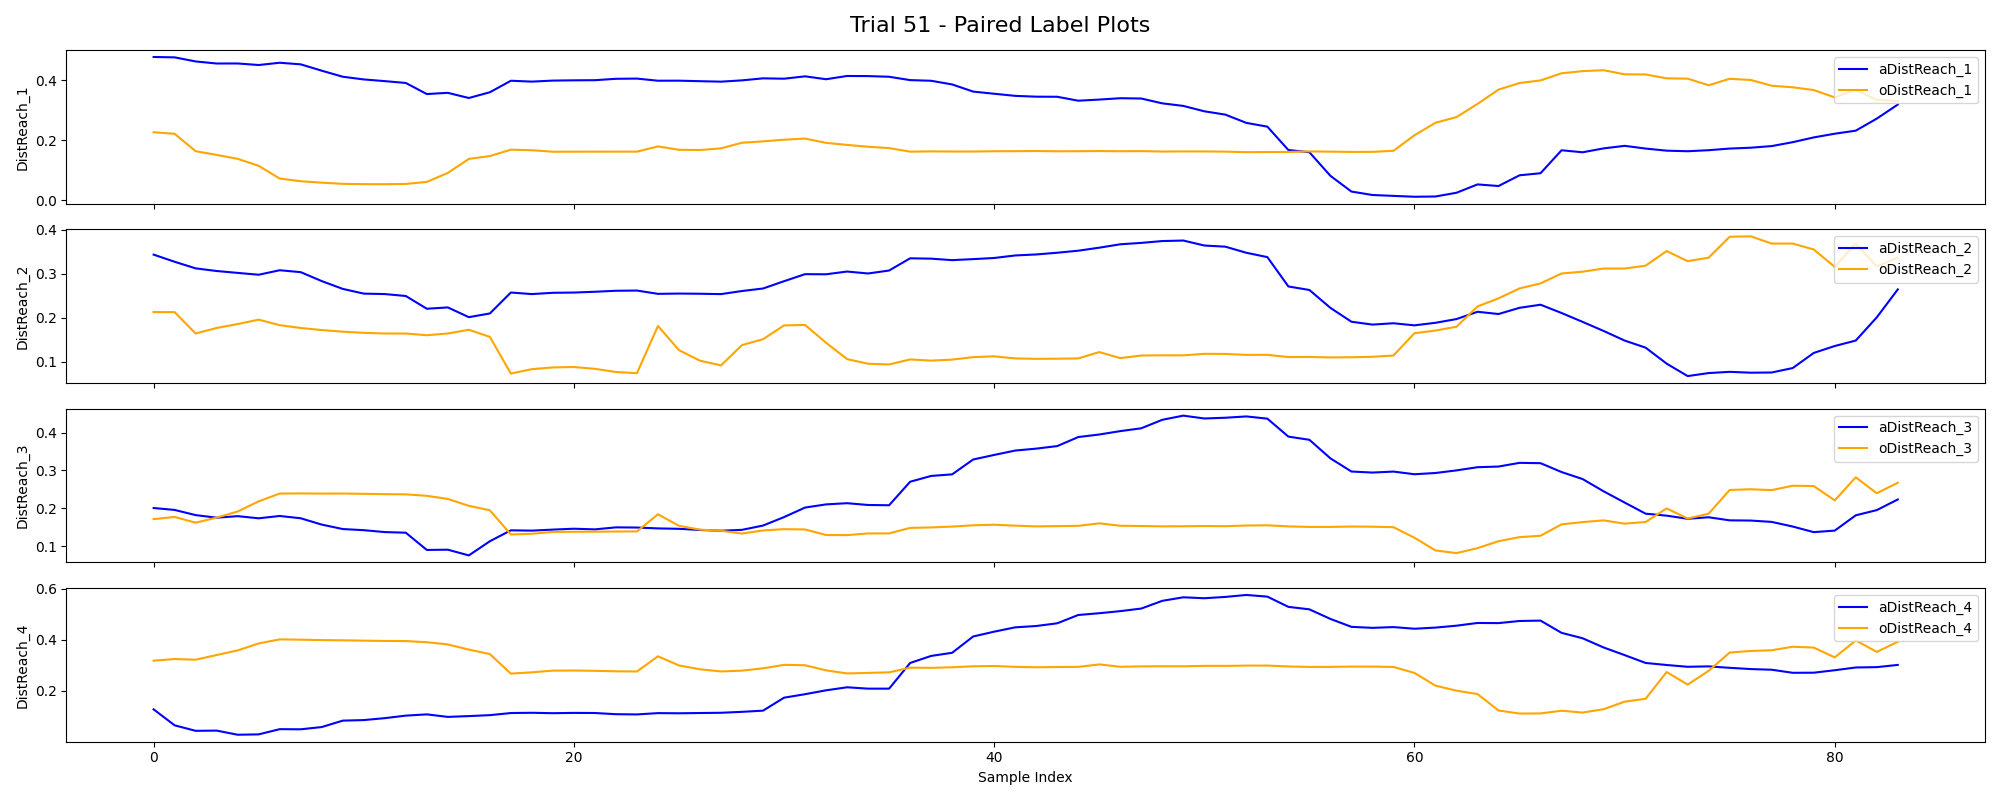 Trial 51 - Paired Label Plots
DistReach_1
0.4
0.2
0.0
aDistReach_1
oDistReach_1
DistReach_2
0.4
0.3
0.2
0.1
aDistReach_2
oDistReach_2
DistReach_3
0.4
0.3
0.2
0.1
aDistReach_3
oDistReach_3
DistReach_4
0.6
0.4
0.2
aDistReach_4
oDistReach_4
0 20 40 60 80
Sample Index